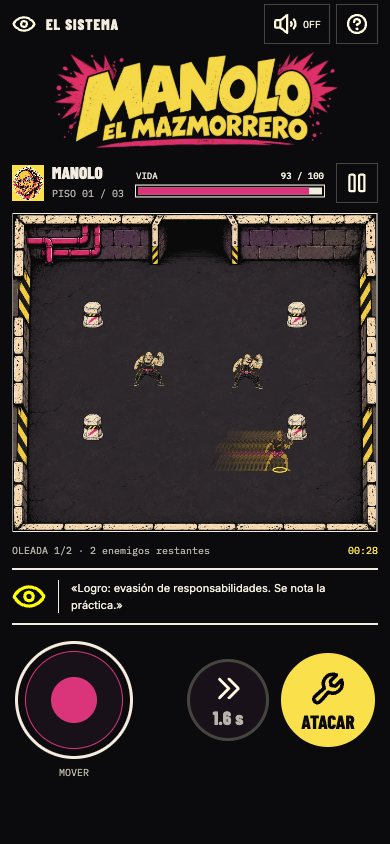 EL SISTEMA
OFF
MANOLO
EL MAZMORRERO
MANOLO
VIDA
93 / 100
PISO 01 / 03
OLEADA 1/2 · 2 enemigos restantes
00:28
«Logro: evasión de responsabilidades. Se nota la
práctica.»
1.6 s
ATACAR
MOVER